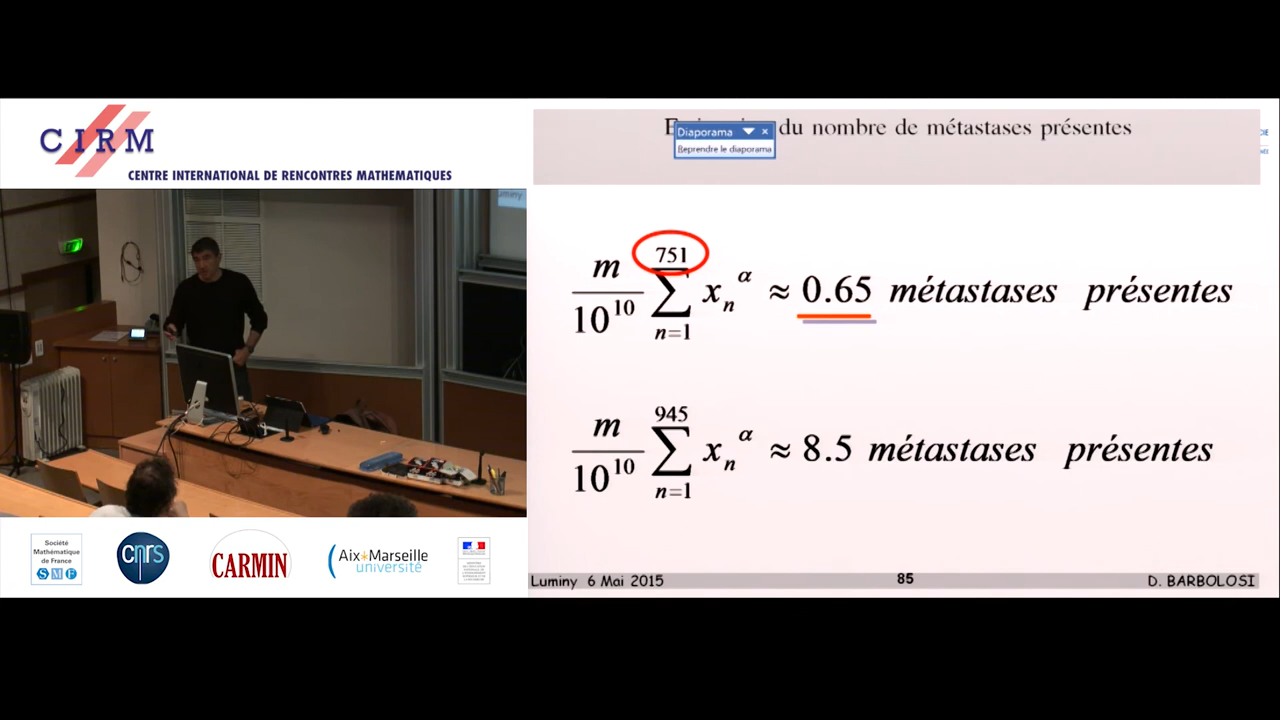 CIRM
CENTRE INTERNATIONAL DE RENCONTRES MATHEMATIQUES
du nombre de métastases présentes
Diaporama
Reprendre le diaporama
m/10^10 ∑_{n=1}^{751} x_n^α ≈ 0.65 métastases présentes
m/10^10 ∑_{n=1}^{945} x_n^α ≈ 8.5 métastases présentes
Société
Mathématique
de France
SMF
cnrs
CARMIN
Aix*Marseille
université
Luminy 6 Mai 2015
85
D. BARBOLOSI